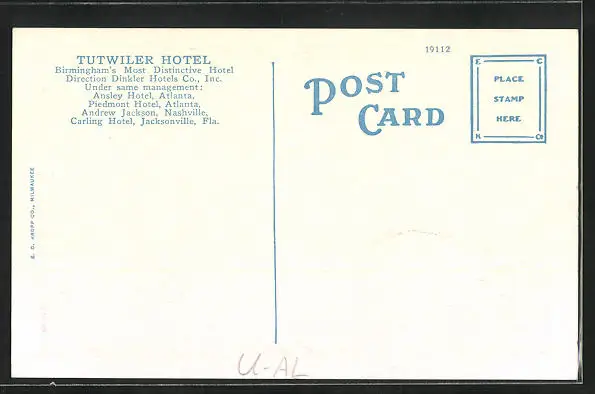 TUTWILER HOTEL
Birmingham's Most Distinctive Hotel
Direction Dinkler Hotels Co., Inc.
Under same management:
Ansley Hotel, Atlanta.
Piedmont Hotel, Atlanta,
Andrew Jackson, Nashville,
Carling Hotel, Jacksonville, Fla.
E. C. KROPP CO., MILWAUKEE
19112
POST
CARD
E C
PLACE
STAMP
HERE
K Co
U-AL